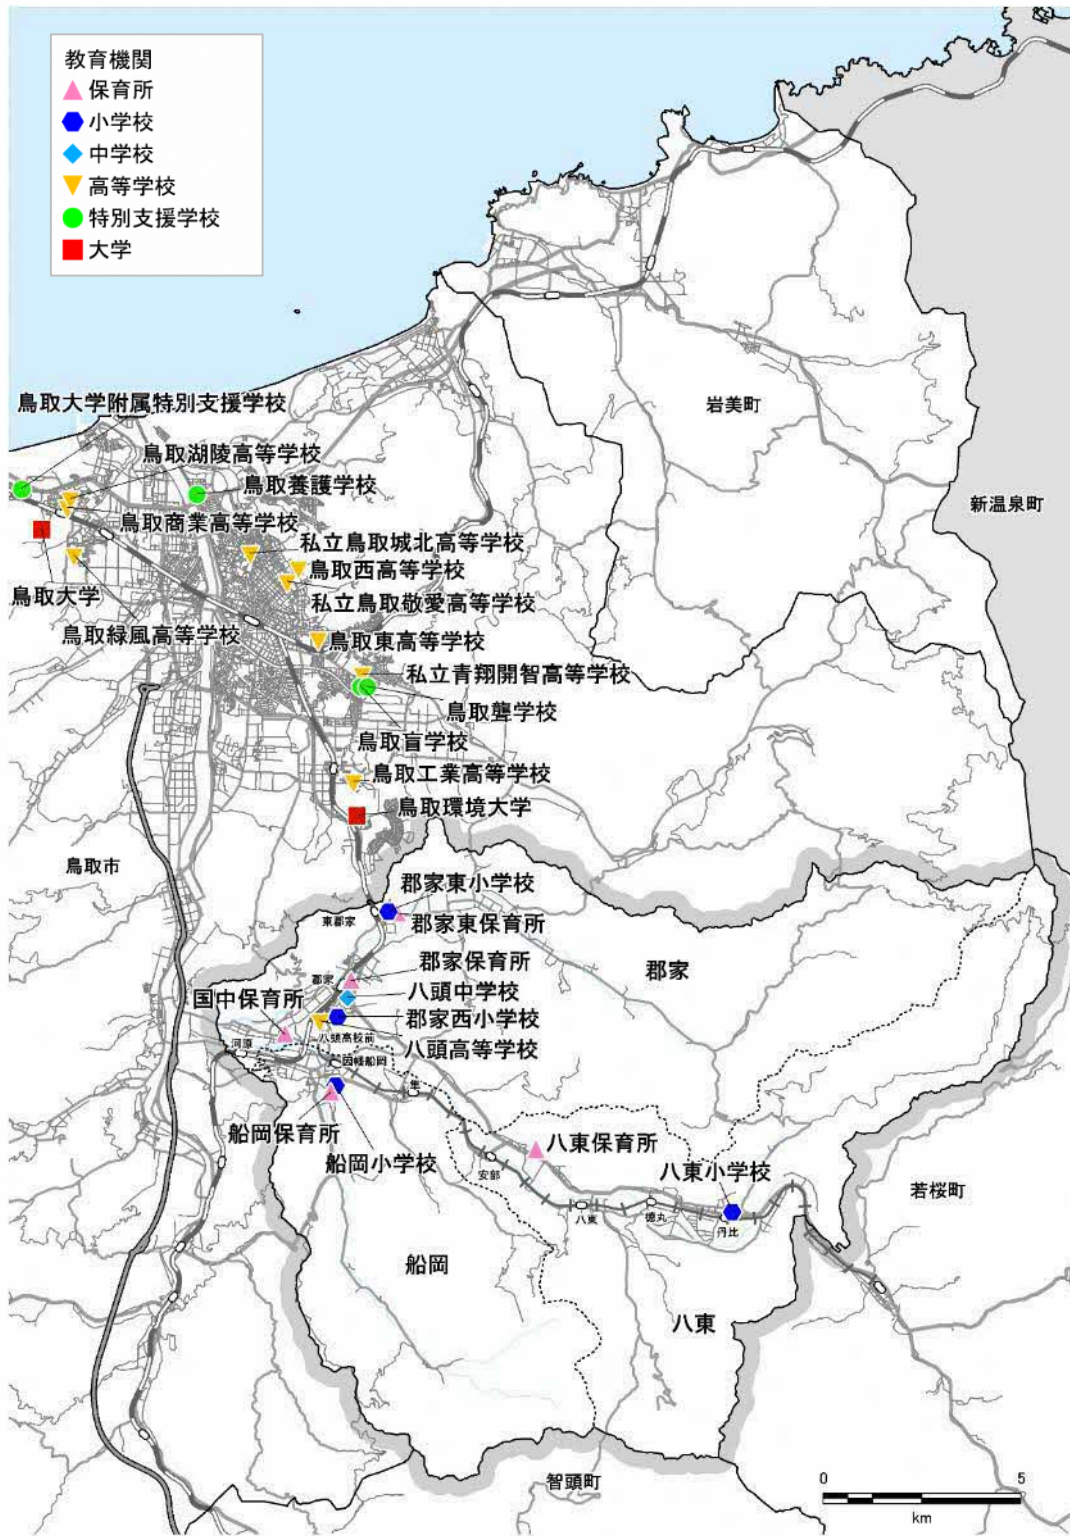 教育機関
保育所
小学校
中学校
高等学校
特別支援学校
大学
岩美町
鳥取大学附属特別支援学校
鳥取湖陵高等学校
鳥取養護学校
新温泉町
鳥取商業高等学校
私立鳥取城北高等学校
鳥取西高等学校
鳥取大学
私立鳥取敬愛高等学校
鳥取緑風高等学校
鳥取東高等学校
私立青翔開智高等学校
鳥取聾学校
鳥取盲学校
鳥取工業高等学校
鳥取環境大学
鳥取市
郡家東小学校
東郡家
郡家東保育所
郡家保育所
郡家
郡家
八頭中学校
国中保育所
郡家西小学校
八頭高校前
河原
八頭高等学校
因幡船岡
隼
船岡保育所
船岡小学校
八東保育所
八東小学校
安部
若桜町
徳丸
八東
丹比
船岡
八東
智頭町
0 5
km